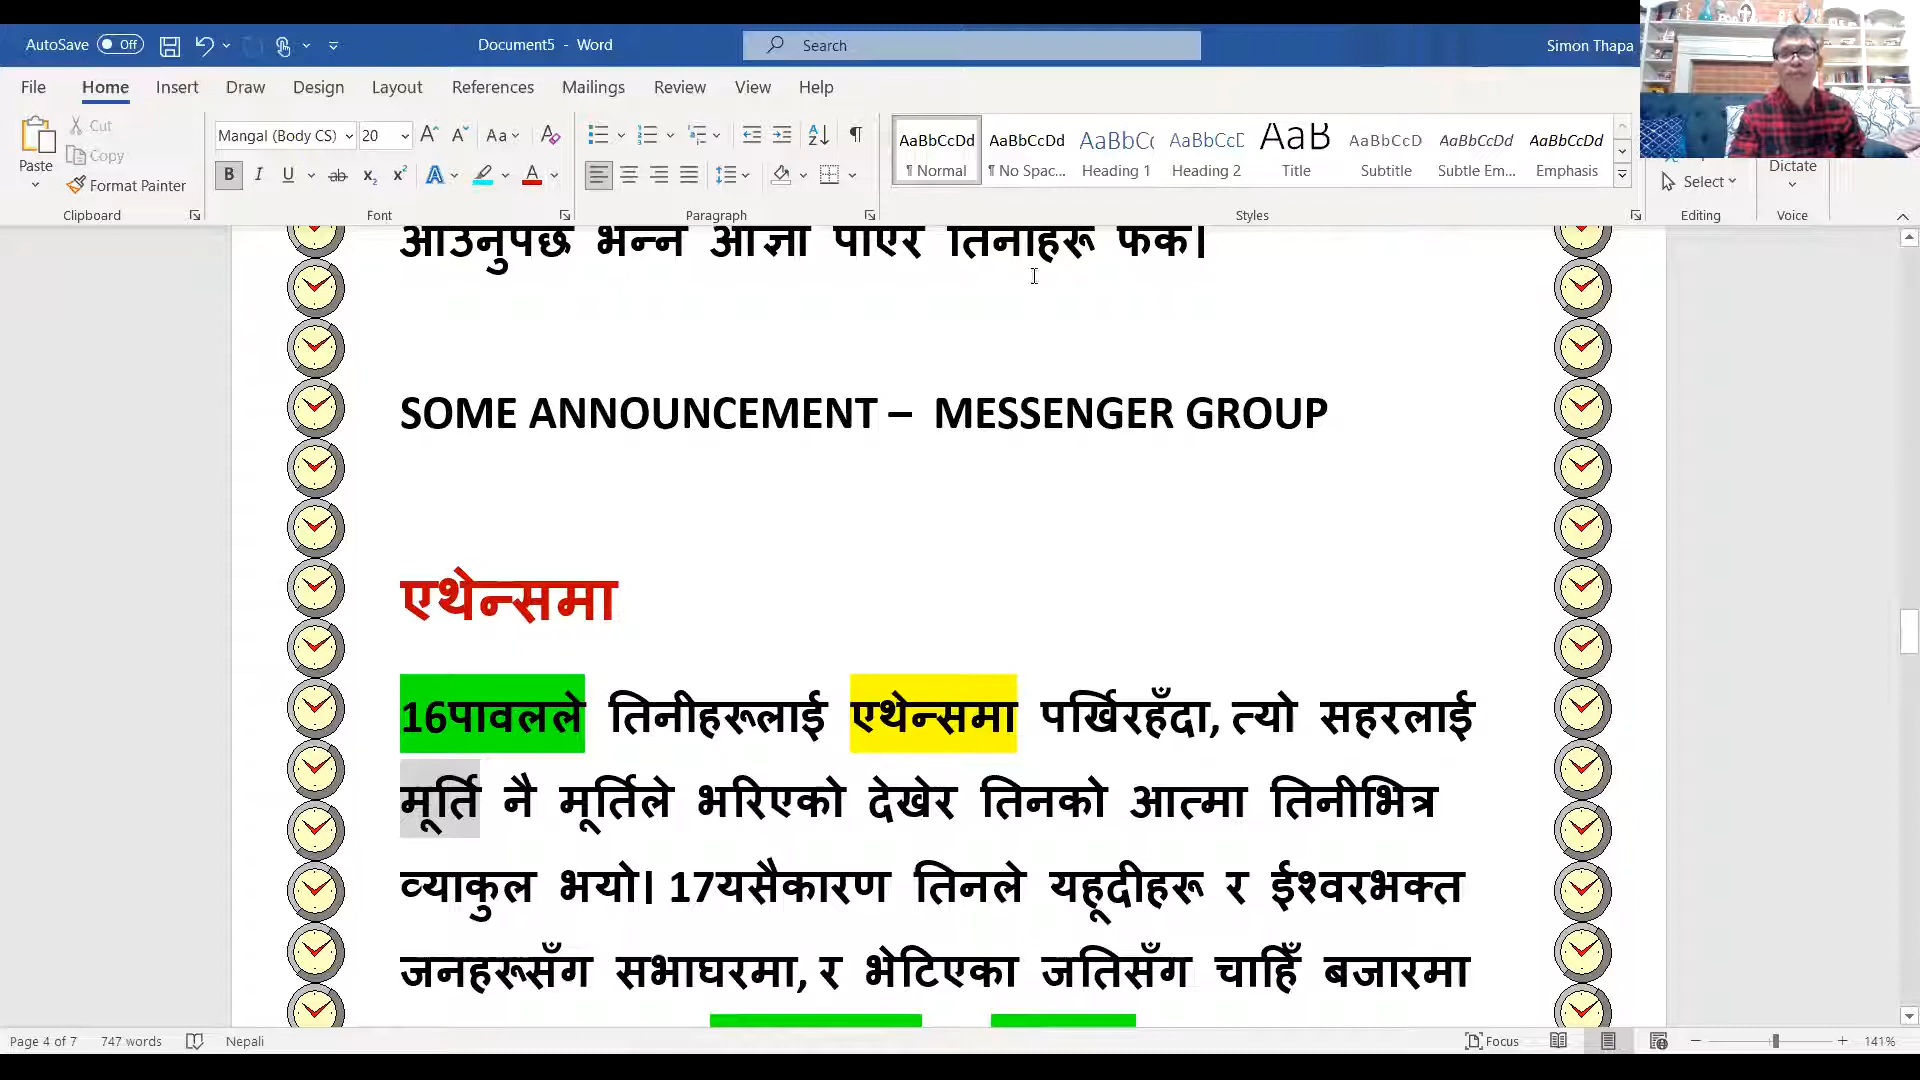 AutoSave Off Document5 - Word Search Simon Thapa
File Home Insert Draw Design Layout References Mailings Review View Help
Paste Cut Copy Format Painter
Mangal (Body CS) 20 Aa
B I U ab x₂ x² A A
AaBbCcDd AaBbCcDd AaBbCc AaBbCcD AaB AaBbCcD AaBbCcDd AaBbCcDd
¶ Normal ¶ No Spac... Heading 1 Heading 2 Title Subtitle Subtle Em... Emphasis
Select Dictate
Clipboard Font Paragraph Styles Editing Voice
आज्ञा पाएर तिनीहरू
SOME ANNOUNCEMENT – MESSENGER GROUP
एथेन्समा
16पावलले तिनीहरूलाई एथेन्समा पर्खिरहँदा, त्यो सहरलाई
मूर्ति नै मूर्तिले भरिएको देखेर तिनको आत्मा तिनीभित्र
व्याकुल भयो। 17यसैकारण तिनले यहूदीहरू र ईश्वरभक्त
जनहरूसँग सभाघरमा, र भेटिएका जतिसँग चाहिँ बजारमा
Page 4 of 7 747 words Nepali Focus 141%